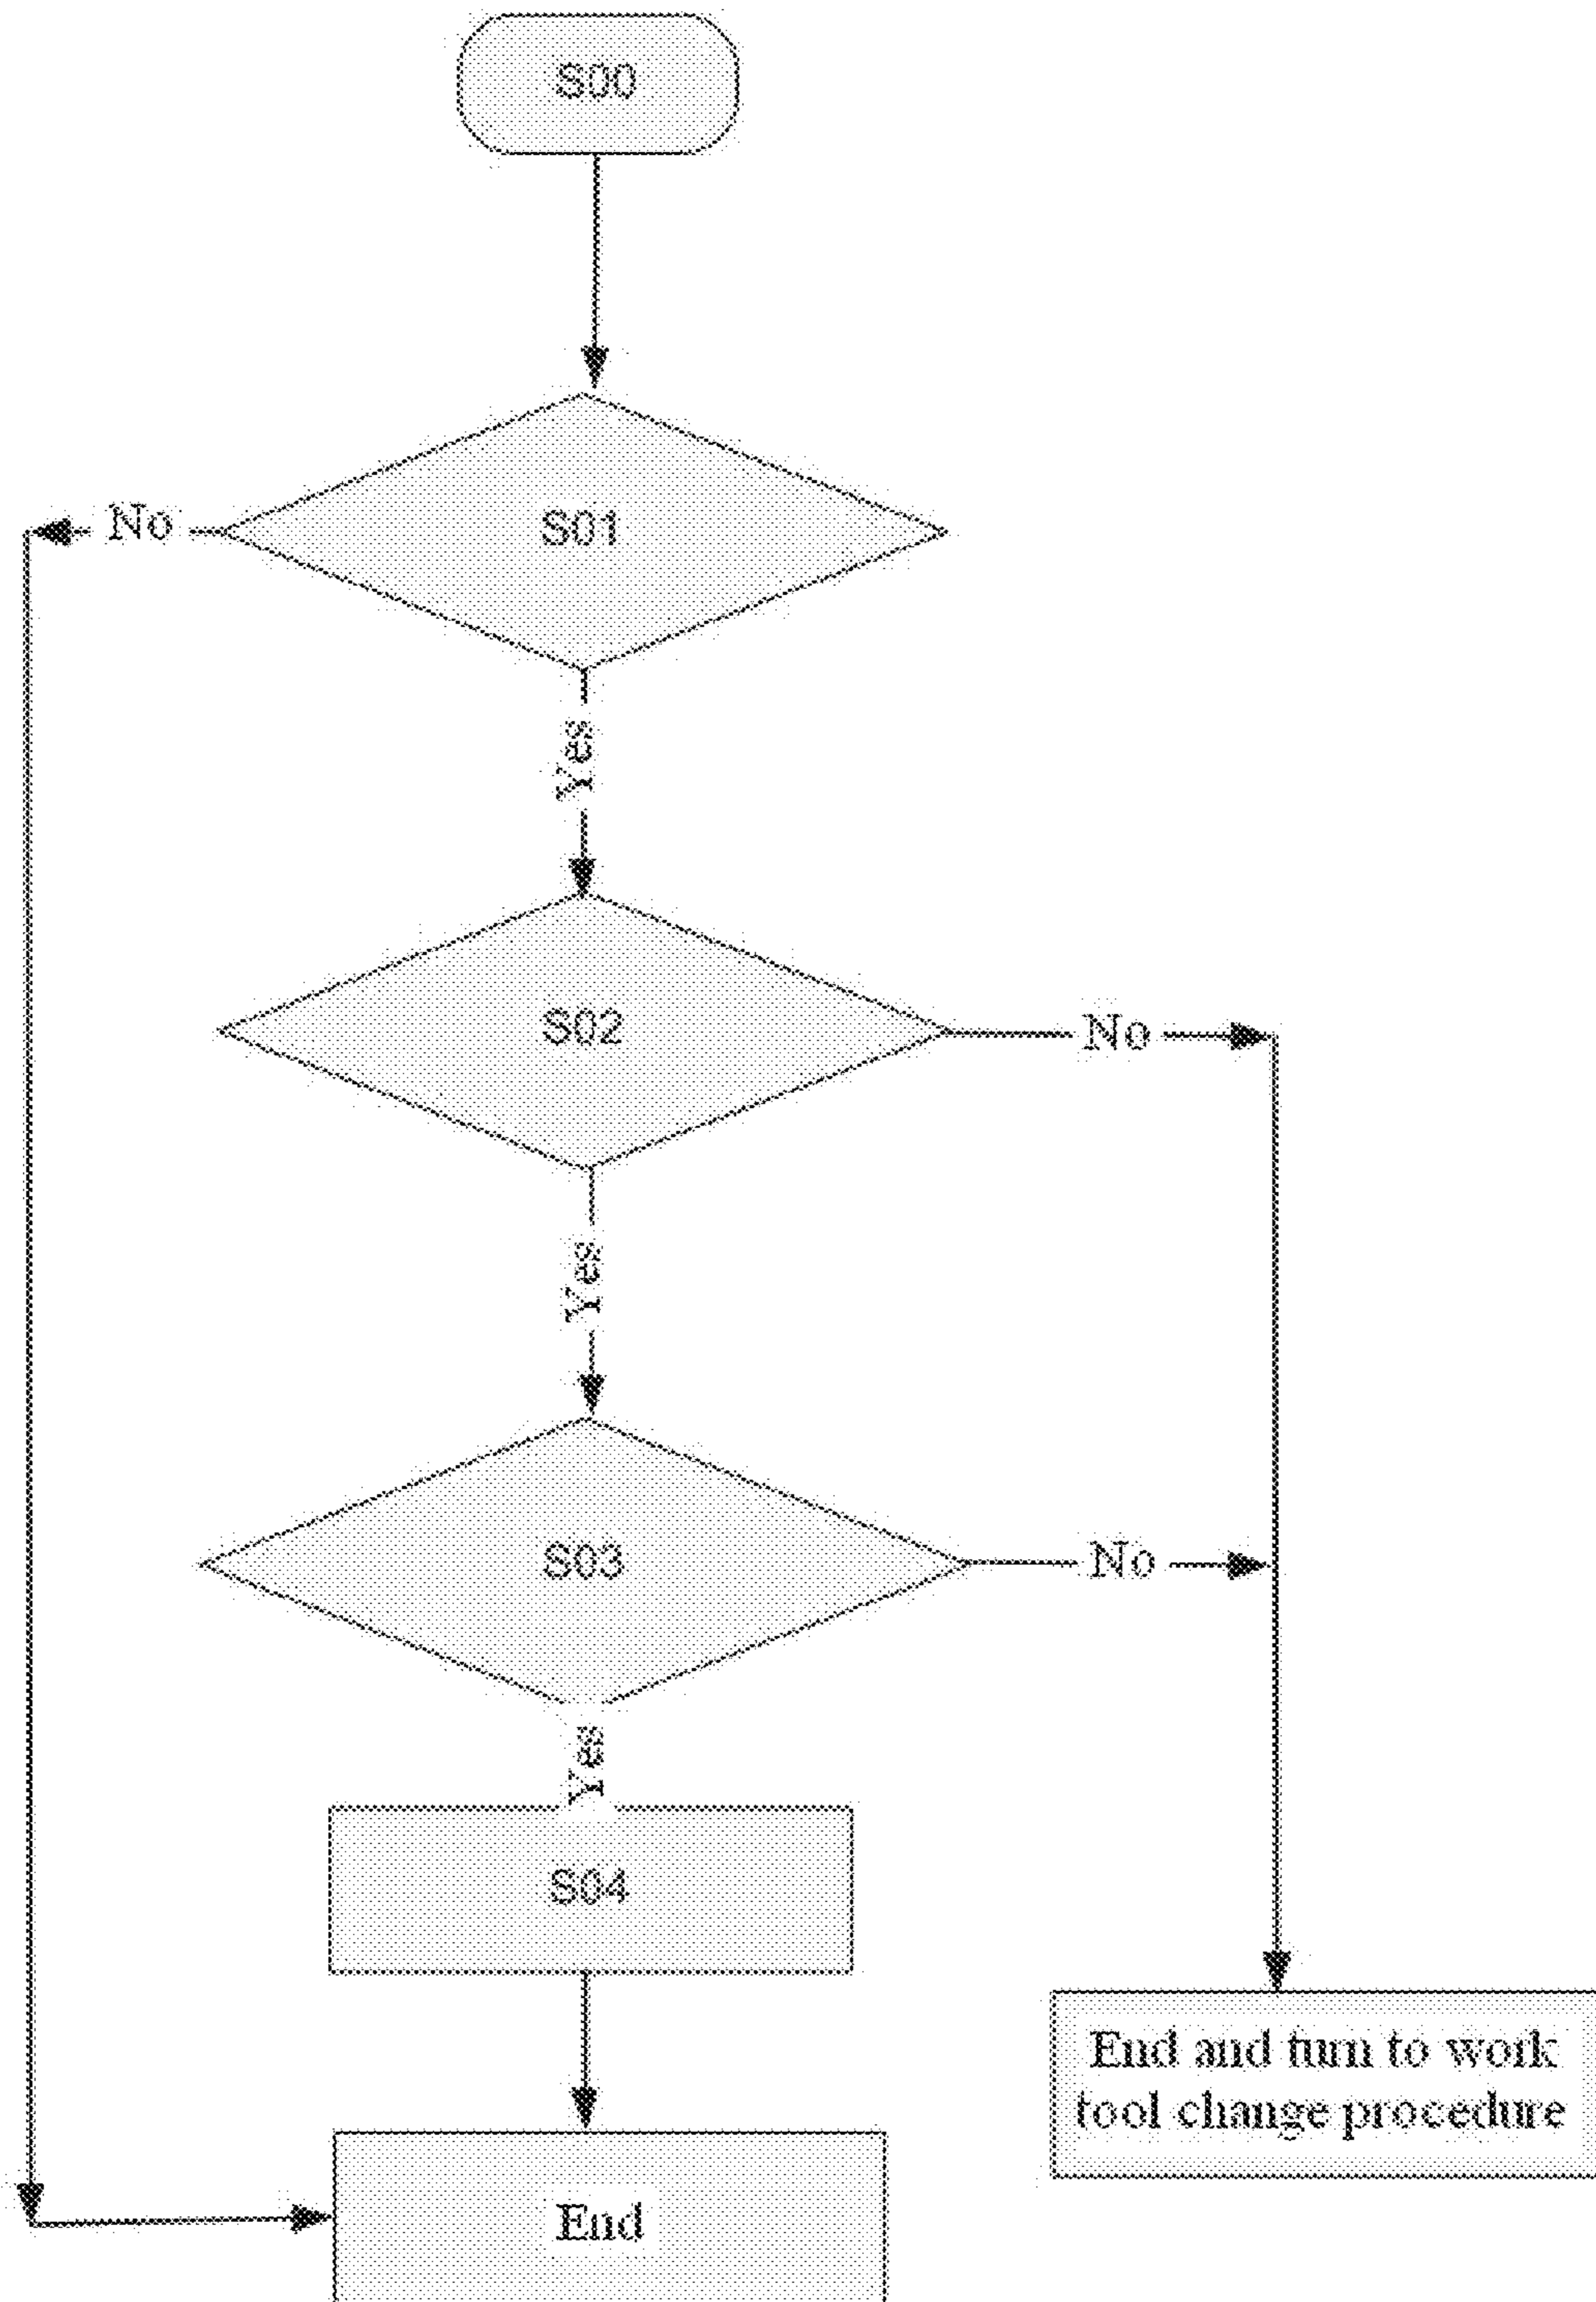 S00
S01
No
Yes
S02
No
Yes
S03
No
Yes
S04
End and turn to work
tool change procedure
End